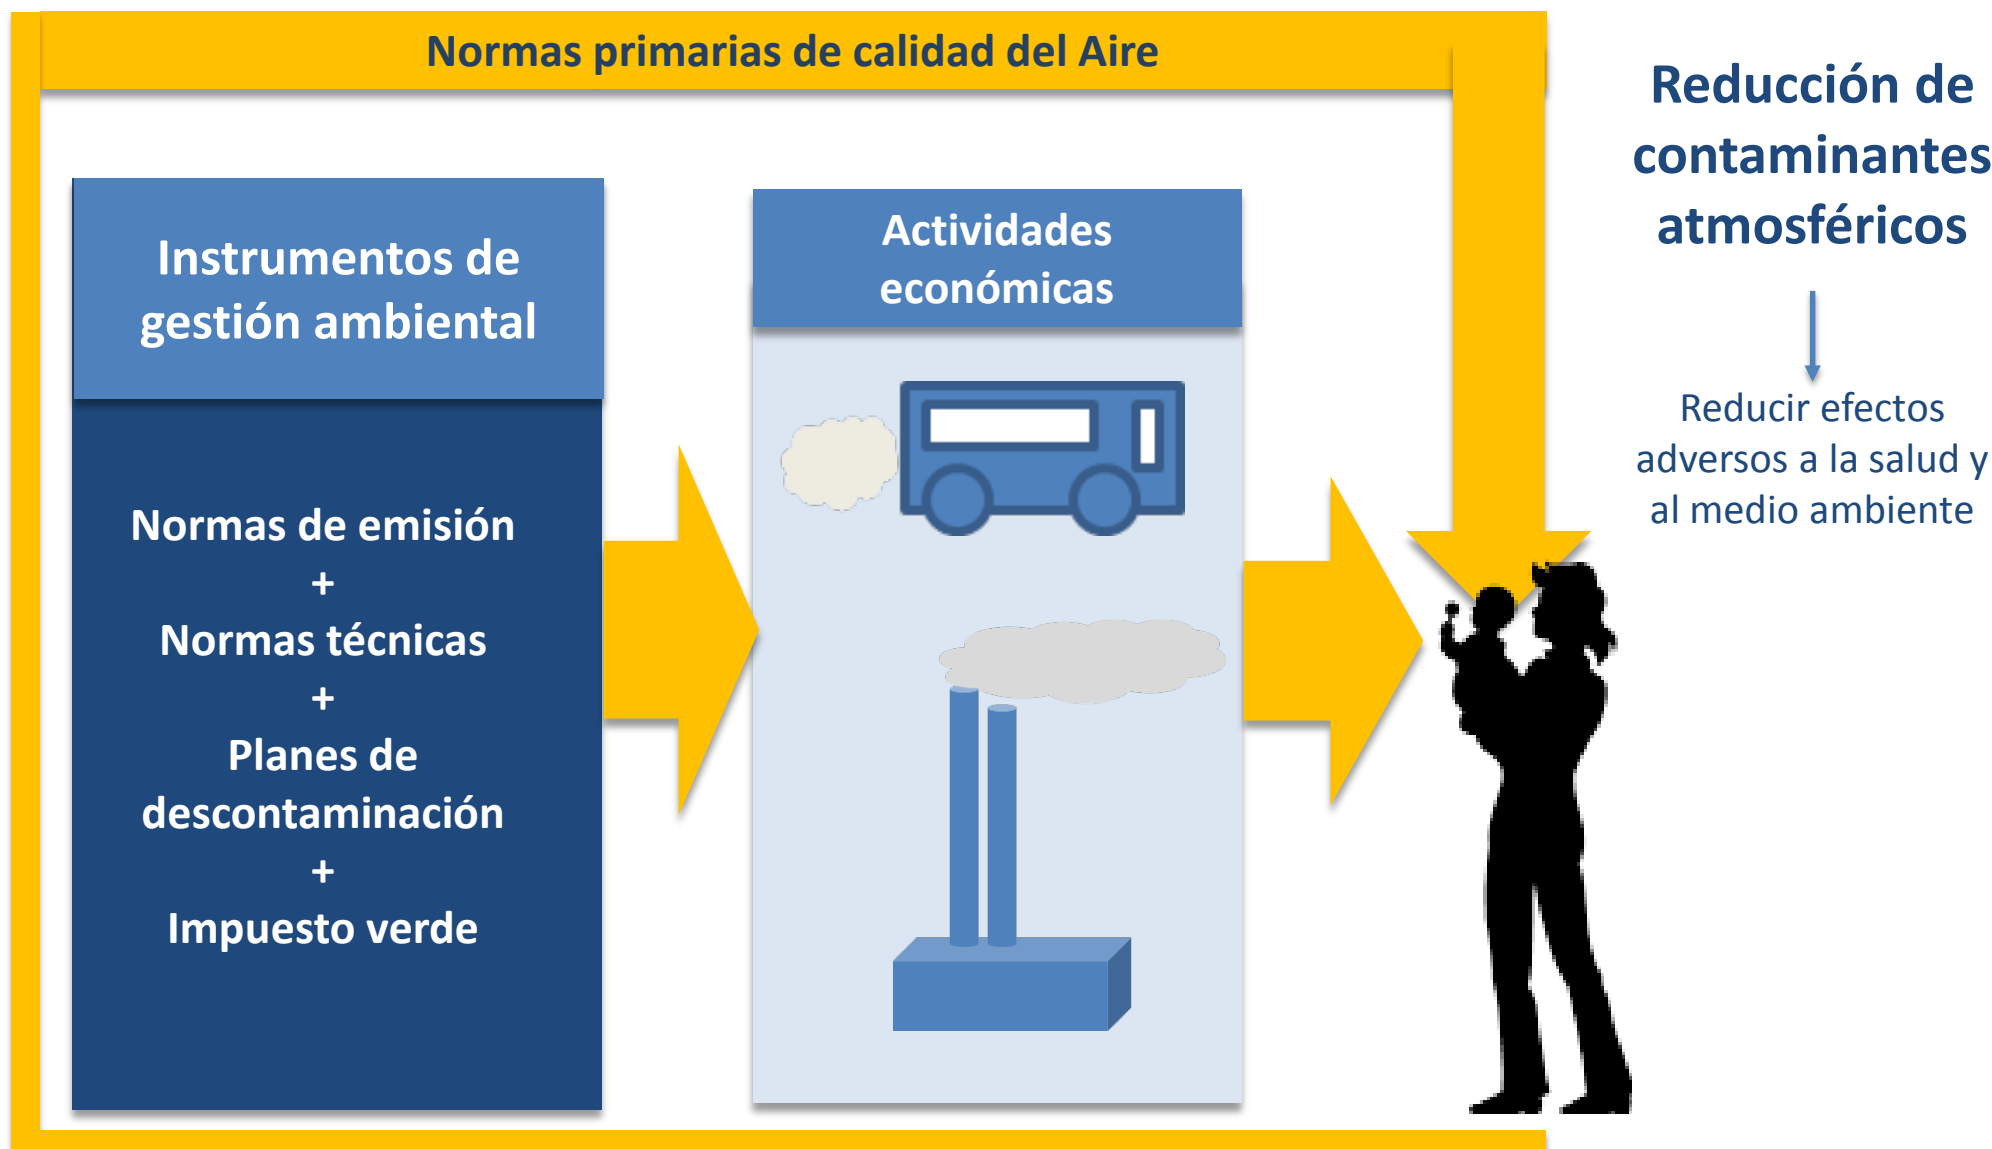 Normas primarias de calidad del Aire
Instrumentos de
gestión ambiental
Normas de emisión
+
Normas técnicas
+
Planes de
descontaminación
+
Impuesto verde
Actividades
económicas
Reducción de
contaminantes
atmosféricos
Reducir efectos
adversos a la salud y
al medio ambiente